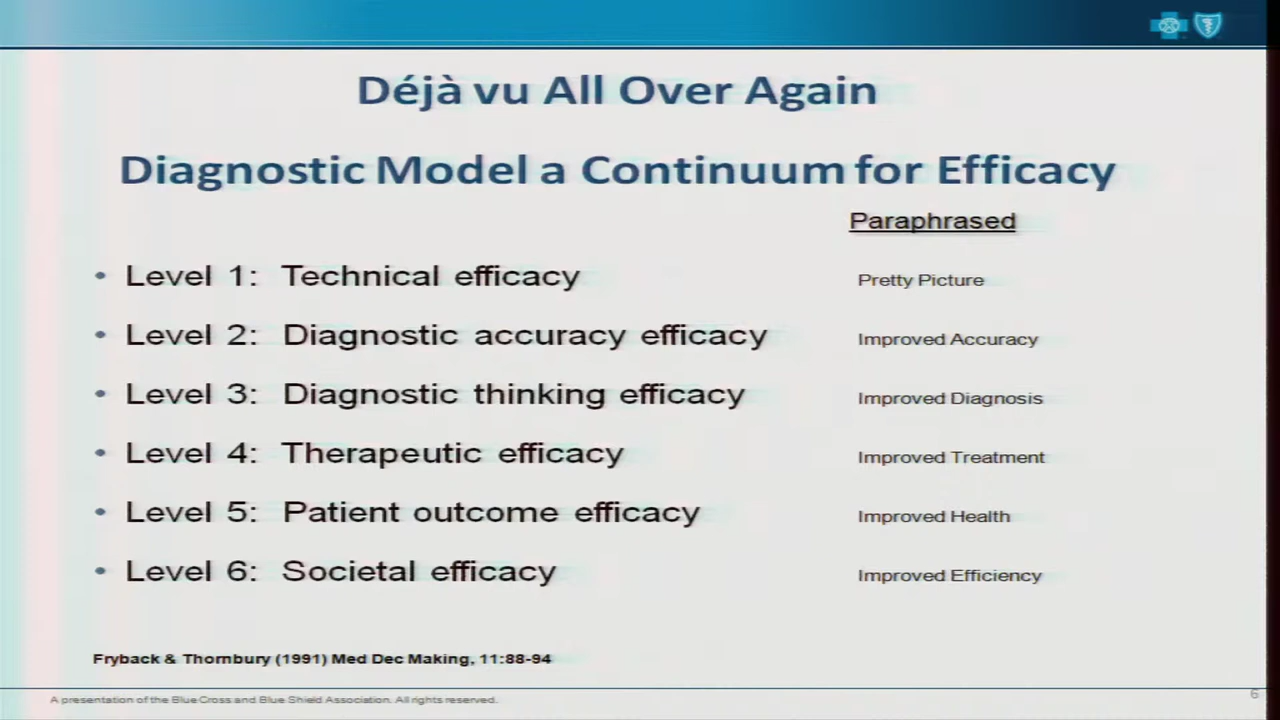 Déjà vu All Over Again
Diagnostic Model a Continuum for Efficacy
Paraphrased
• Level 1: Technical efficacy Pretty Picture
• Level 2: Diagnostic accuracy efficacy Improved Accuracy
• Level 3: Diagnostic thinking efficacy Improved Diagnosis
• Level 4: Therapeutic efficacy Improved Treatment
• Level 5: Patient outcome efficacy Improved Health
• Level 6: Societal efficacy Improved Efficiency
Fryback & Thornbury (1991) Med Dec Making, 11:88-94
A presentation of the Blue Cross and Blue Shield Association. All rights reserved.
6